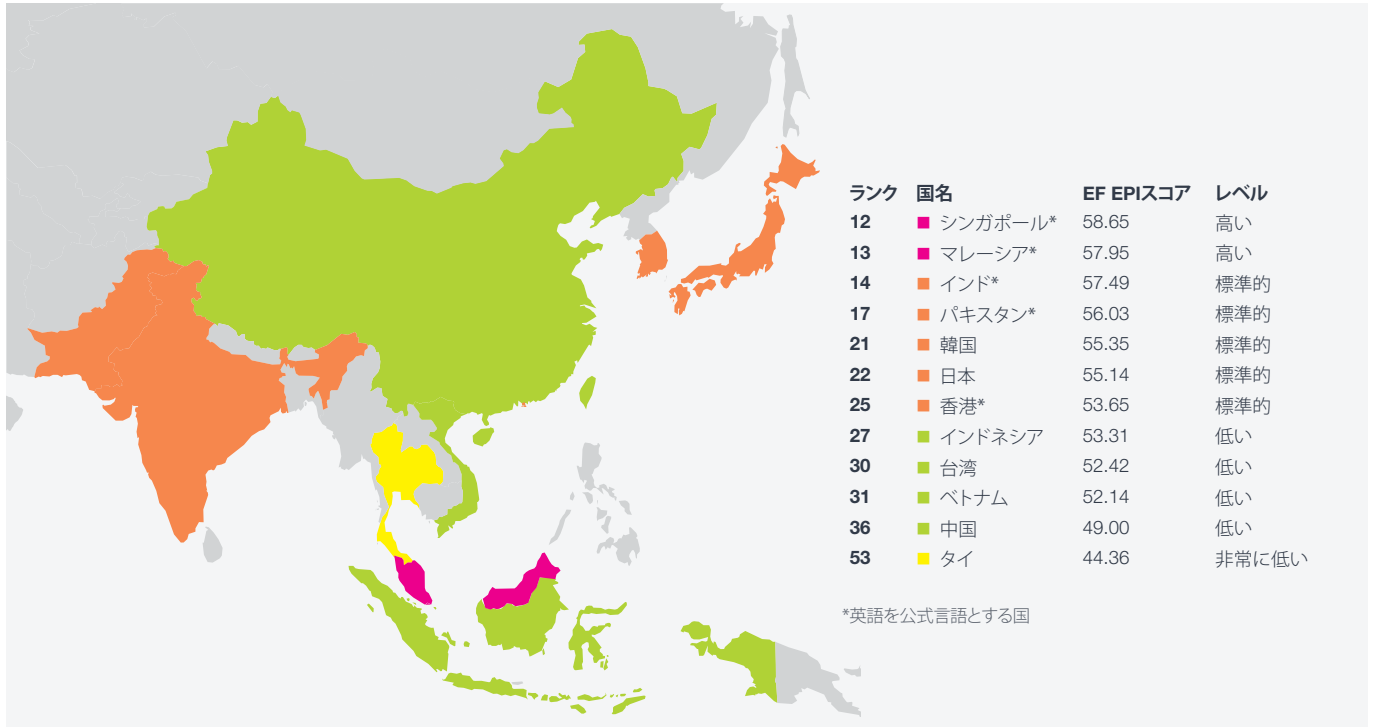 ランク 国名 EF EPIスコア レベル
12 シンガポール* 58.65 高い
13 マレーシア* 57.95 高い
14 インド* 57.49 標準的
17 パキスタン* 56.03 標準的
21 韓国 55.35 標準的
22 日本 55.14 標準的
25 香港* 53.65 標準的
27 インドネシア 53.31 低い
30 台湾 52.42 低い
31 ベトナム 52.14 低い
36 中国 49.00 低い
53 タイ 44.36 非常に低い
*英語を公式言語とする国